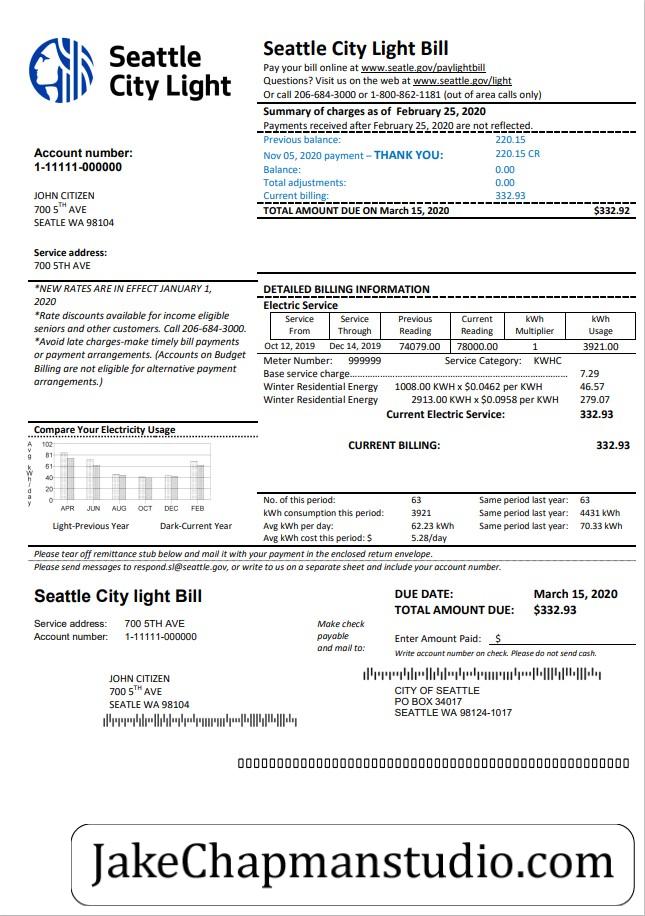 Seattle
City Light
Seattle City Light Bill
Pay your bill online at www.seatle.gov/paylightbill
Questions? Visit us on the web at www.seattle.gov/light
Or call 206-684-3000 or 1-800-862-1181 (out of area calls only)
Summary of charges as of February 25, 2020
Payments received after February 25, 2020 are not reflected.
Previous balance: 220.15
Nov 05, 2020 payment – THANK YOU: 220.15 CR
Balance: 0.00
Total adjustments: 0.00
Current billing: 332.93
TOTAL AMOUNT DUE ON March 15, 2020 $332.92
Account number:
1-11111-000000
JOHN CITIZEN
700 5TH AVE
SEATLE WA 98104
Service address:
700 5TH AVE
*NEW RATES ARE IN EFFECT JANUARY 1,
2020
*Rate discounts available for income eligible
seniors and other customers. Call 206-684-3000.
*Avoid late charges-make timely bill payments
or payment arrangements. (Accounts on Budget
Billing are not eligible for alternative payment
arrangements.)
DETAILED BILLING INFORMATION
Electric Service
Service From Service Through Previous Reading Current Reading kWh Multiplier kWh Usage
Oct 12, 2019 Dec 14, 2019 74079.00 78000.00 1 3921.00
Meter Number: 999999 Service Category: KWHC
Base service charge........................................................................ 7.29
Winter Residential Energy 1008.00 KWH x $0.0462 per KWH 46.57
Winter Residential Energy 2913.00 KWH x $0.0958 per KWH 279.07
Current Electric Service: 332.93
CURRENT BILLING: 332.93
Compare Your Electricity Usage
Avg kWh/day
102
81
61
40
20
0
APR JUN AUG OCT DEC FEB
Light-Previous Year Dark-Current Year
No. of this period: 63 Same period last year: 63
kWh consumption this period: 3921 Same period last year: 4431 kWh
Avg kWh per day: 62.23 kWh Same period last year: 70.33 kWh
Avg kWh cost this period: $ 5.28/day
Please tear off remittance stub below and mail it with your payment in the enclosed return envelope.
Please send messages to respond.sl@seattle.gov, or write to us on a separate sheet and include your account number.
Seattle City light Bill
Service address: 700 5TH AVE
Account number: 1-11111-000000
Make check
payable
and mail to:
DUE DATE: March 15, 2020
TOTAL AMOUNT DUE: $332.93
Enter Amount Paid: $
Write account number on check. Please do not send cash.
JOHN CITIZEN
700 5TH AVE
SEATLE WA 98104
CITY OF SEATTLE
PO BOX 34017
SEATTLE WA 98124-1017
JakeChapmanstudio.com